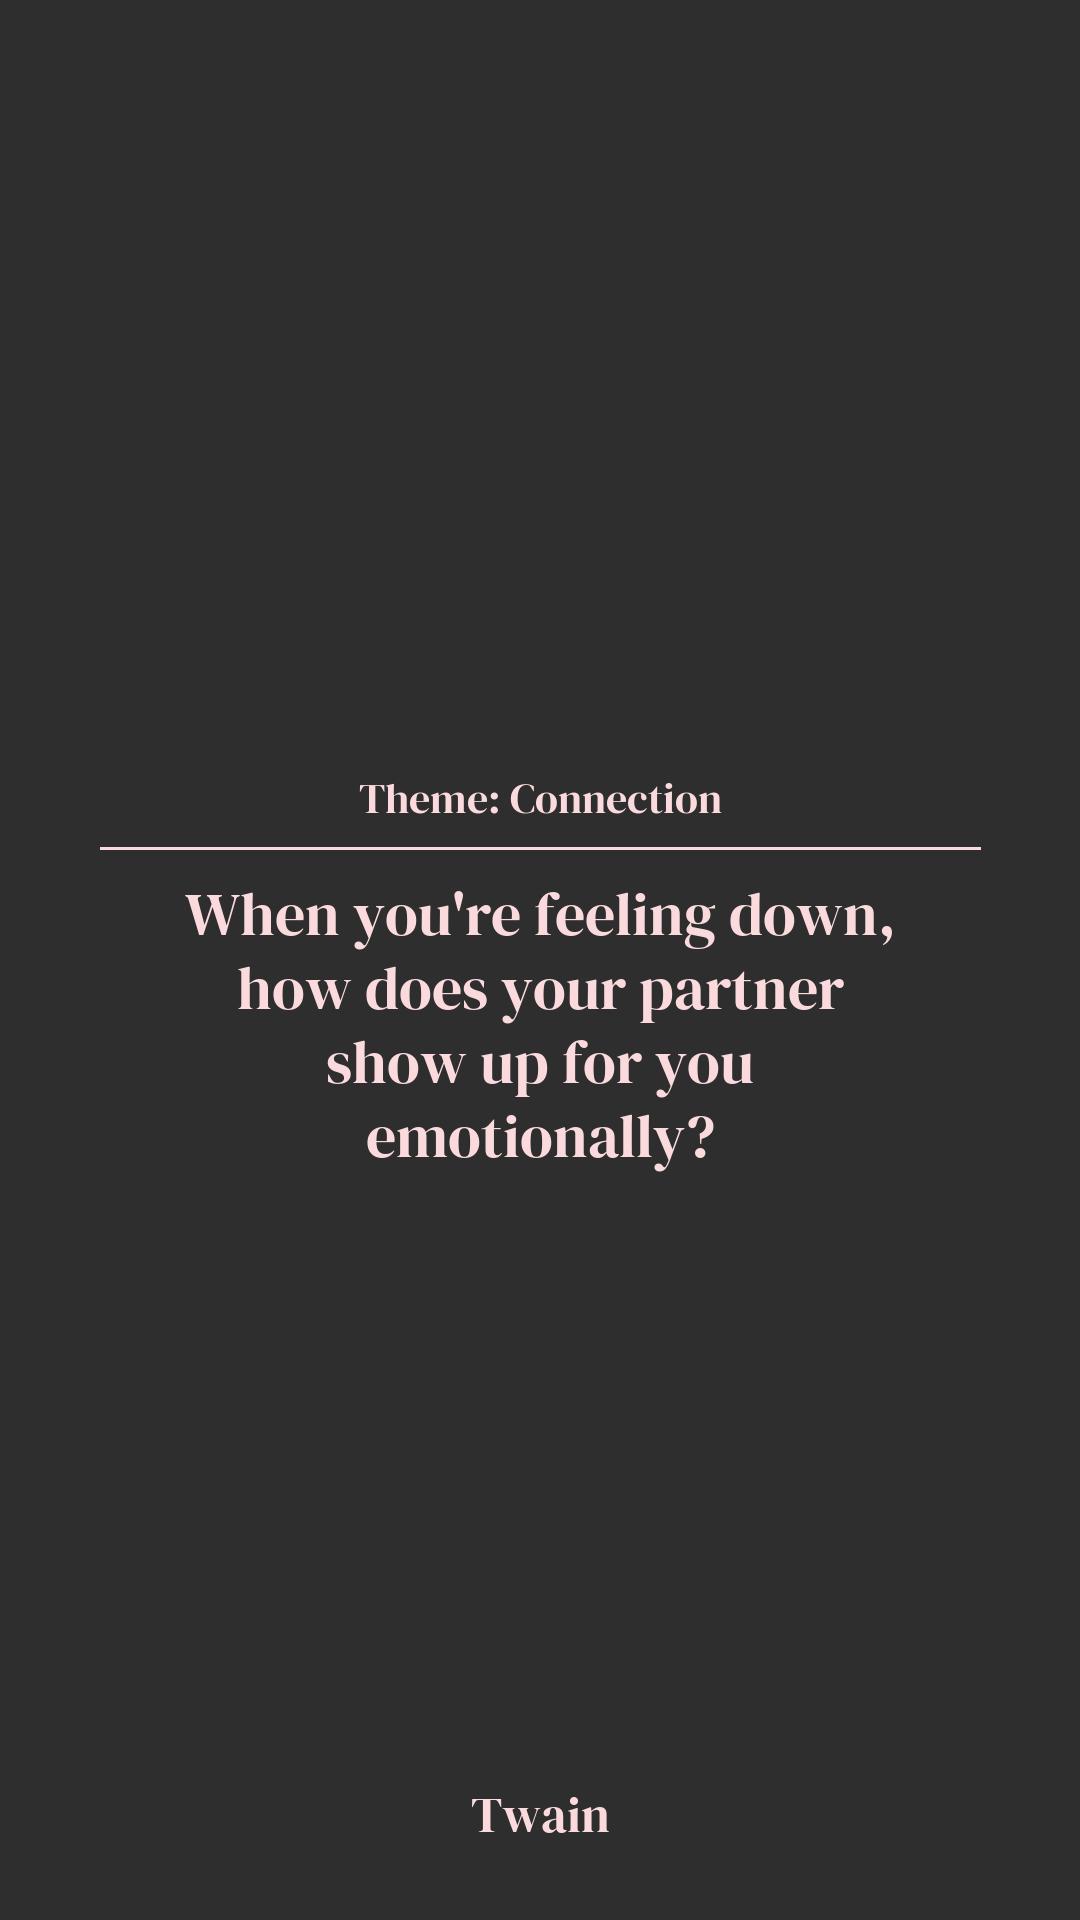 Theme: Connection
When you're feeling down,
how does your partner
show up for you
emotionally?
Twain